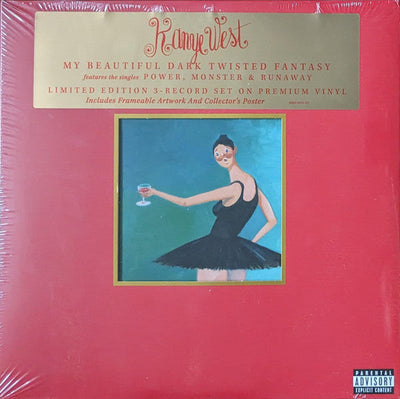 Kanye West
MY BEAUTIFUL DARK TWISTED FANTASY
features the singles POWER, MONSTER & RUNAWAY
LIMITED EDITION 3-RECORD SET ON PREMIUM VINYL
Includes Frameable Artwork And Collector's Poster
PARENTAL
ADVISORY
EXPLICIT CONTENT